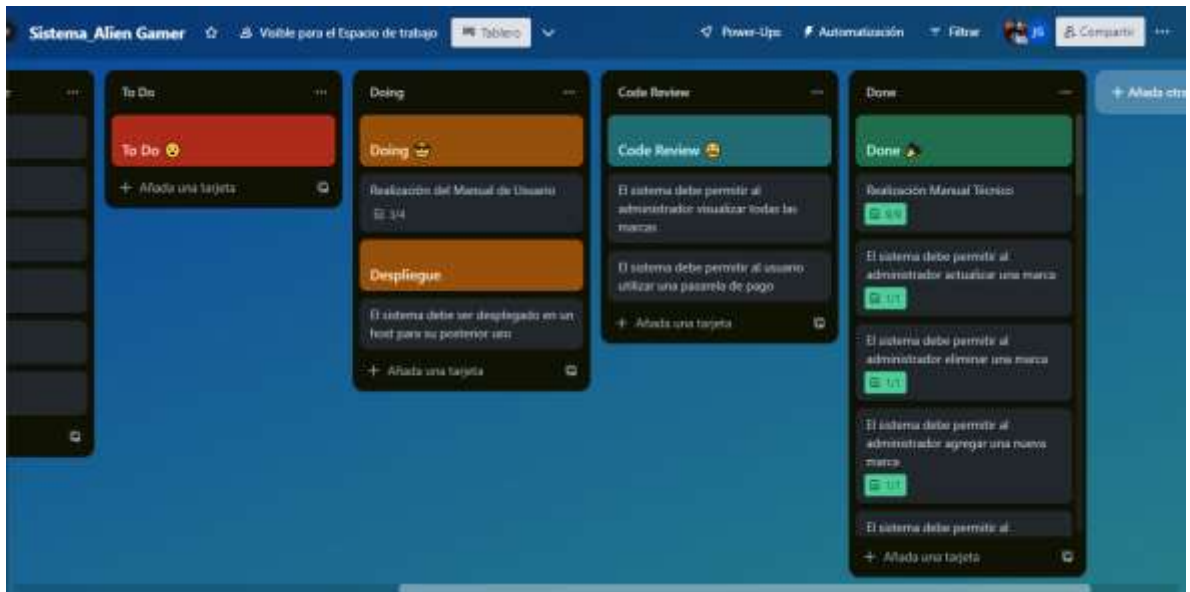 Sistema_Alien Gamer
Visible para el Espacio de trabajo
Tablero
Power-Ups
Automatización
Filtrar
JS
Compartir
To Do
To Do
+ Añada una tarjeta
Doing
Doing
Realización del Manual de Usuario
3/4
Despliegue
El sistema debe ser desplegado en un
host para su posterior uso
+ Añada una tarjeta
Code Review
Code Review
El sistema debe permitir al
administrador visualizar todas las
marcas
El sistema debe permitir al usuario
utilizar una pasarela de pago
+ Añada una tarjeta
Done
Done
Realización Manual Técnico
El sistema debe permitir al
administrador actualizar una marca
1/1
El sistema debe permitir al
administrador eliminar una marca
1/1
El sistema debe permitir al
administrador agregar una nueva
marca
1/1
El sistema debe permitir al
+ Añada una tarjeta
+ Añada otra